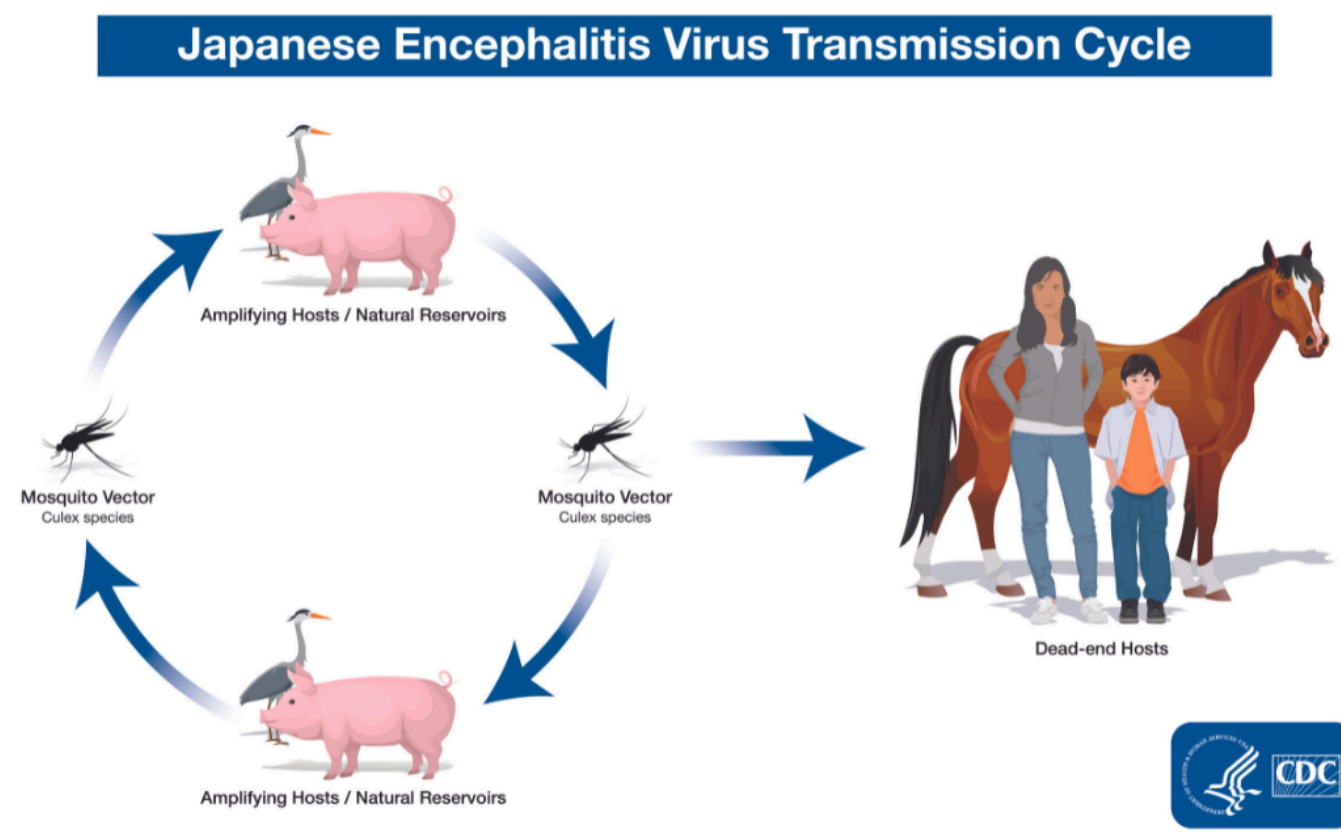 Japanese Encephalitis Virus Transmission Cycle
Amplifying Hosts / Natural Reservoirs
Mosquito Vector
Culex species
Mosquito Vector
Culex species
Dead-end Hosts
Amplifying Hosts / Natural Reservoirs
CDC